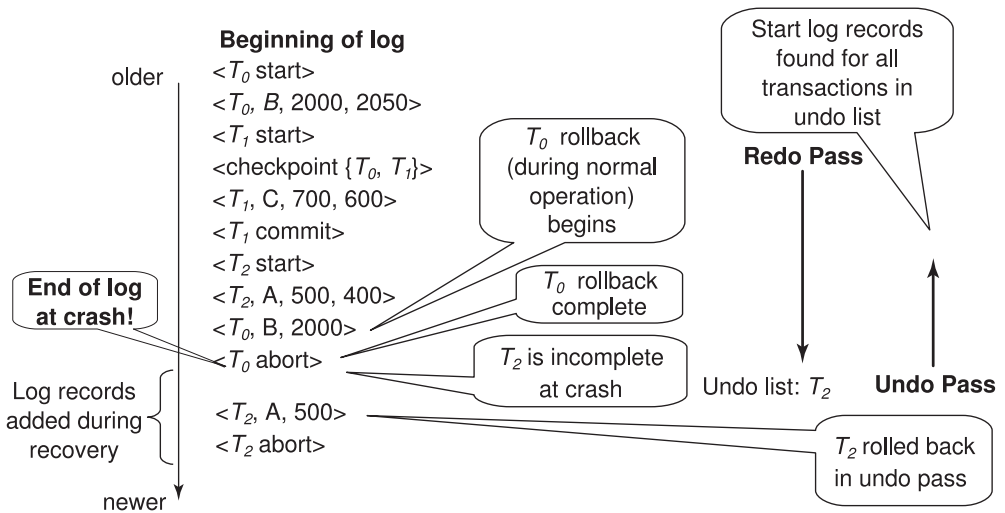 Beginning of log
older
<T0 start>
<T0, B, 2000, 2050>
<T1 start>
<checkpoint {T0, T1}>
<T1, C, 700, 600>
<T1 commit>
<T2 start>
<T2, A, 500, 400>
<T0, B, 2000>
<T0 abort>
<T2, A, 500>
<T2 abort>
End of log
at crash!
Log records
added during
recovery
newer
T0 rollback
(during normal
operation)
begins
T0 rollback
complete
T2 is incomplete
at crash
Start log records
found for all
transactions in
undo list
Redo Pass
Undo list: T2
Undo Pass
T2 rolled back
in undo pass